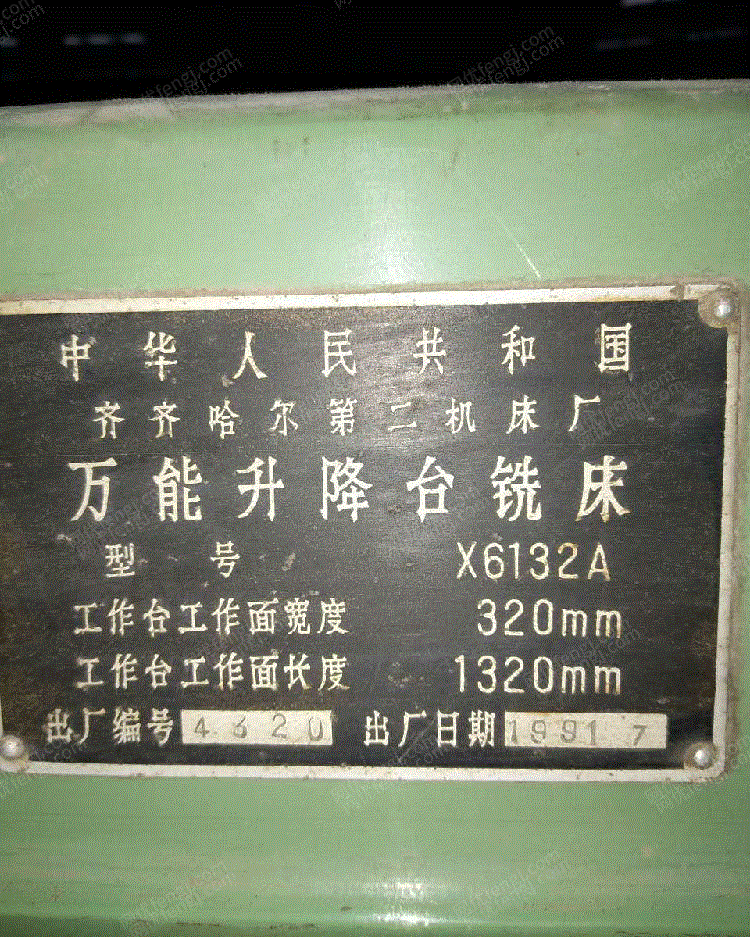 中华人民共和国
齐齐哈尔第二机床厂
万能升降台铣床
型 号 X6132A
工作台工作面宽度 320mm
工作台工作面长度 1320mm
出厂编号 4620 出厂日期 1991 7